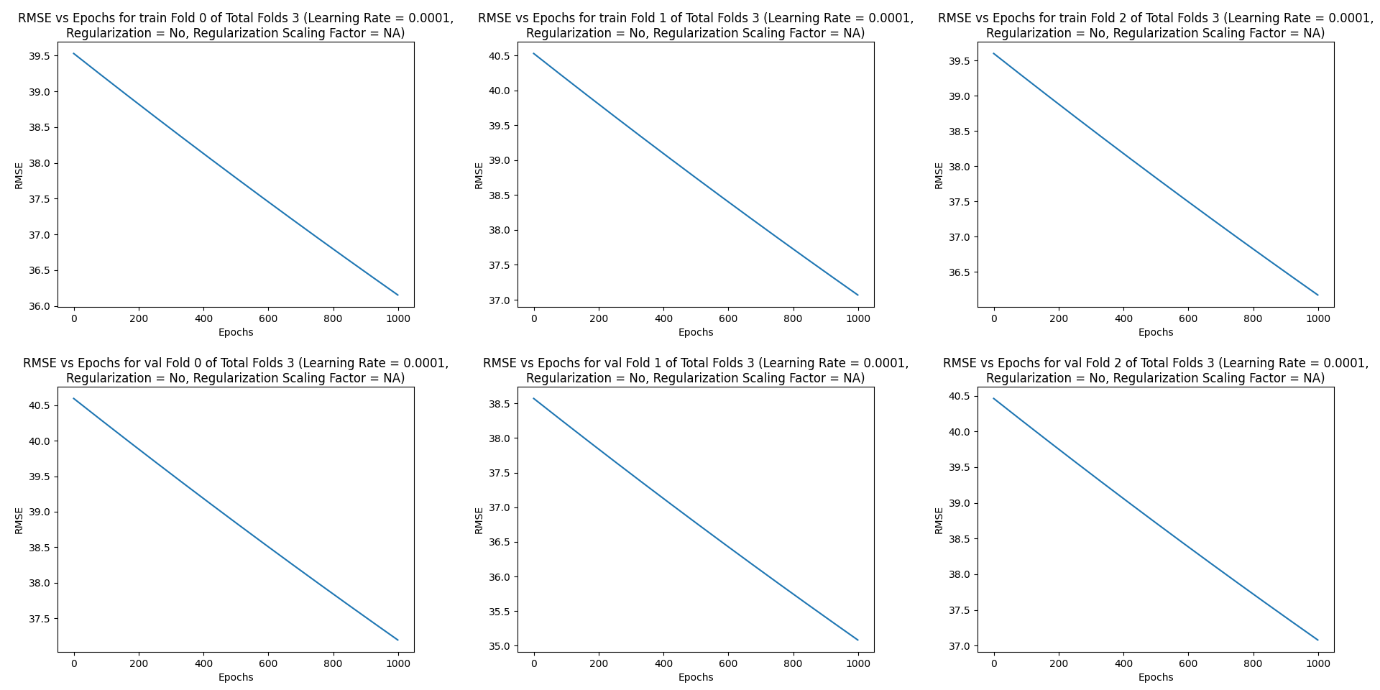 RMSE vs Epochs for train Fold 0 of Total Folds 3 (Learning Rate = 0.0001,
Regularization = No, Regularization Scaling Factor = NA)
39.5
39.0
38.5
38.0
37.5
37.0
36.5
36.0
RMSE
0 200 400 600 800 1000
Epochs
RMSE vs Epochs for train Fold 1 of Total Folds 3 (Learning Rate = 0.0001,
Regularization = No, Regularization Scaling Factor = NA)
40.5
40.0
39.5
39.0
38.5
38.0
37.5
37.0
RMSE
0 200 400 600 800 1000
Epochs
RMSE vs Epochs for train Fold 2 of Total Folds 3 (Learning Rate = 0.0001,
Regularization = No, Regularization Scaling Factor = NA)
39.5
39.0
38.5
38.0
37.5
37.0
36.5
RMSE
0 200 400 600 800 1000
Epochs
RMSE vs Epochs for val Fold 0 of Total Folds 3 (Learning Rate = 0.0001,
Regularization = No, Regularization Scaling Factor = NA)
40.5
40.0
39.5
39.0
38.5
38.0
37.5
RMSE
0 200 400 600 800 1000
Epochs
RMSE vs Epochs for val Fold 1 of Total Folds 3 (Learning Rate = 0.0001,
Regularization = No, Regularization Scaling Factor = NA)
38.5
38.0
37.5
37.0
36.5
36.0
35.5
35.0
RMSE
0 200 400 600 800 1000
Epochs
RMSE vs Epochs for val Fold 2 of Total Folds 3 (Learning Rate = 0.0001,
Regularization = No, Regularization Scaling Factor = NA)
40.5
40.0
39.5
39.0
38.5
38.0
37.5
37.0
RMSE
0 200 400 600 800 1000
Epochs